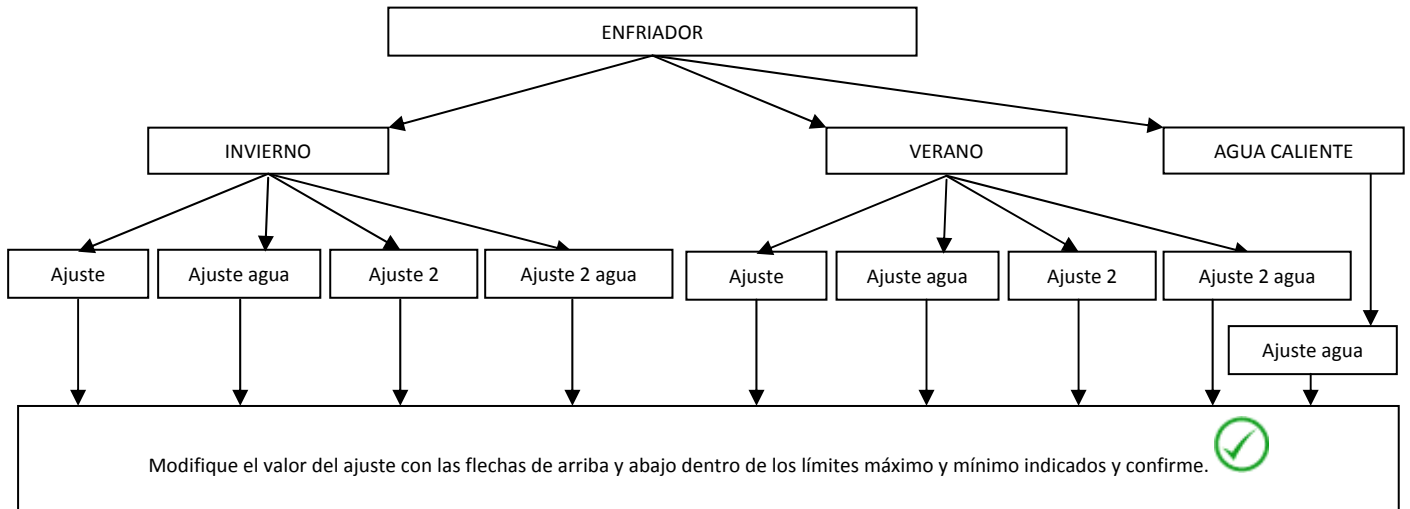 ENFRIADOR
INVIERNO
VERANO
AGUA CALIENTE
Ajuste
Ajuste agua
Ajuste 2
Ajuste 2 agua
Ajuste
Ajuste agua
Ajuste 2
Ajuste 2 agua
Ajuste agua
Modifique el valor del ajuste con las flechas de arriba y abajo dentro de los límites máximo y mínimo indicados y confirme.